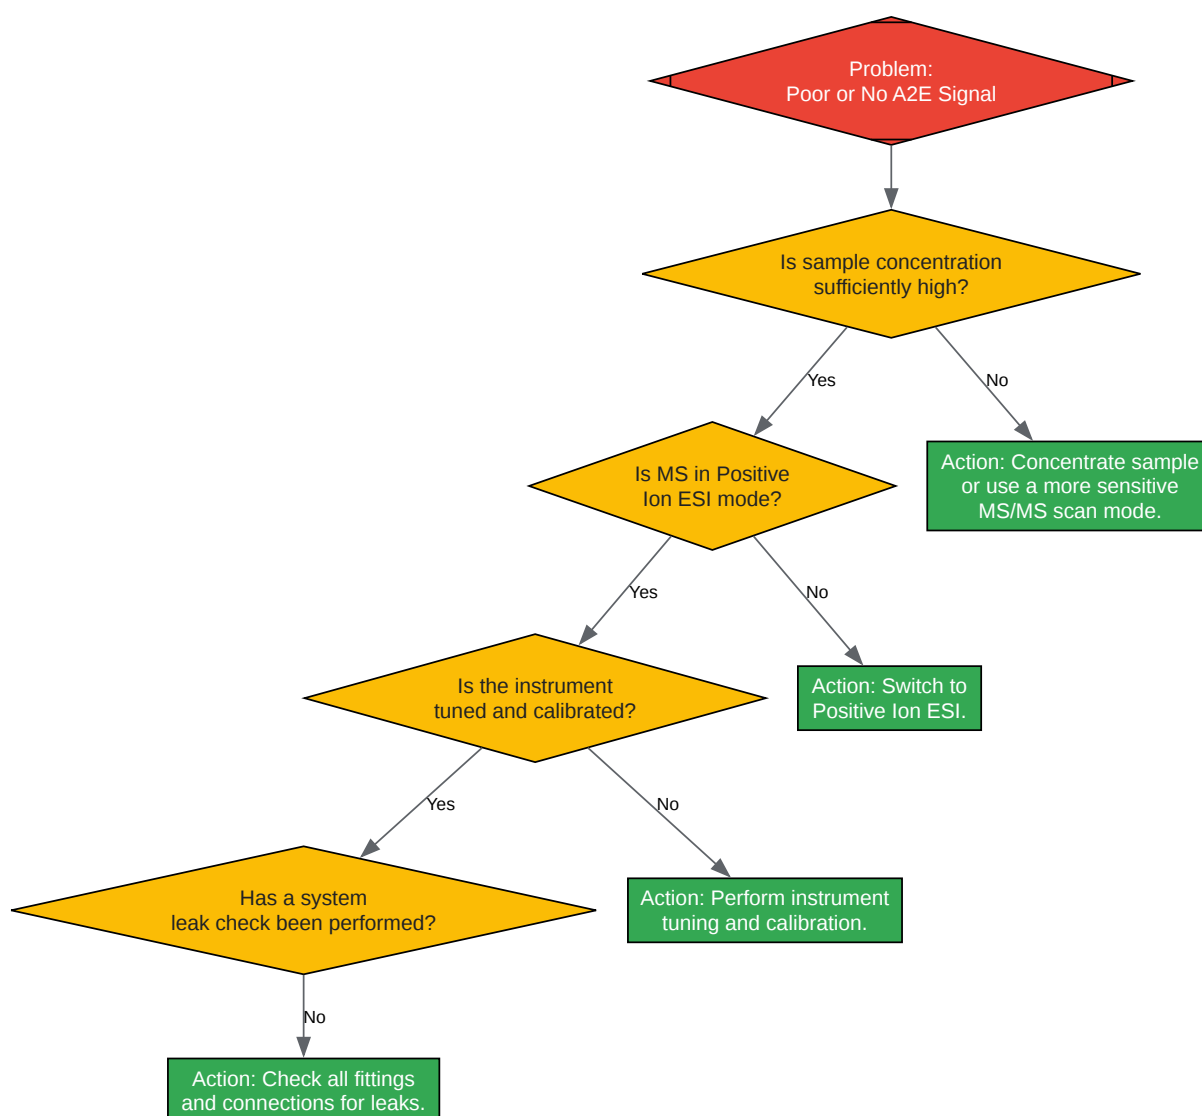 Problem:
Poor or No A2E Signal
Is sample concentration
sufficiently high?
Yes
No
Is MS in Positive
Ion ESI mode?
Action: Concentrate sample
or use a more sensitive
MS/MS scan mode.
Yes
No
Is the instrument
tuned and calibrated?
Action: Switch to
Positive Ion ESI.
Yes
No
Has a system
leak check been performed?
Action: Perform instrument
tuning and calibration.
No
Action: Check all fittings
and connections for leaks.